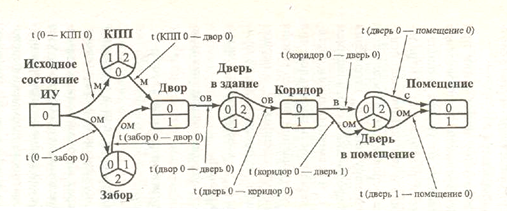 КПП
t (0 — КПП 0)
t (КПП 0 — двор 0)
t (дверь 0 — помещение 0)
t (коридор 0 — дверь 0)
Исходное
состояние
ИУ
1 2
0
м
м
Двор
Дверь
в здание
Коридор
Помещение
0
0
1
ов
0 2
1
ов
0
1
в
0 2
1
с
0
1
ом
ом
ом
ом
t (забор 0 — двор 0)
Дверь
в помещение
t (0 — забор 0)
0 1
2
Забор
t (двор 0 — дверь 0)
t (коридор 0 — дверь 1)
t (дверь 0 — коридор 0)
t (дверь 1 — помещение 0)